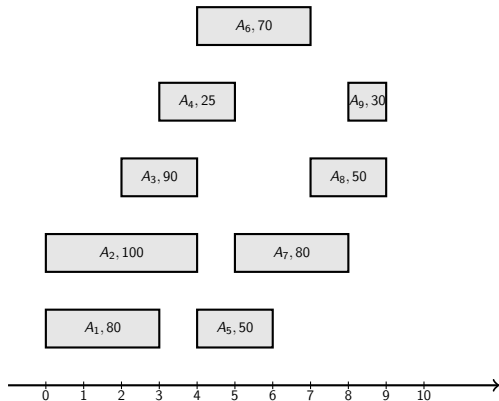 A₆, 70
A₄, 25
A₉, 30
A₃, 90
A₈, 50
A₂, 100
A₇, 80
A₁, 80
A₅, 50
0 1 2 3 4 5 6 7 8 9 10